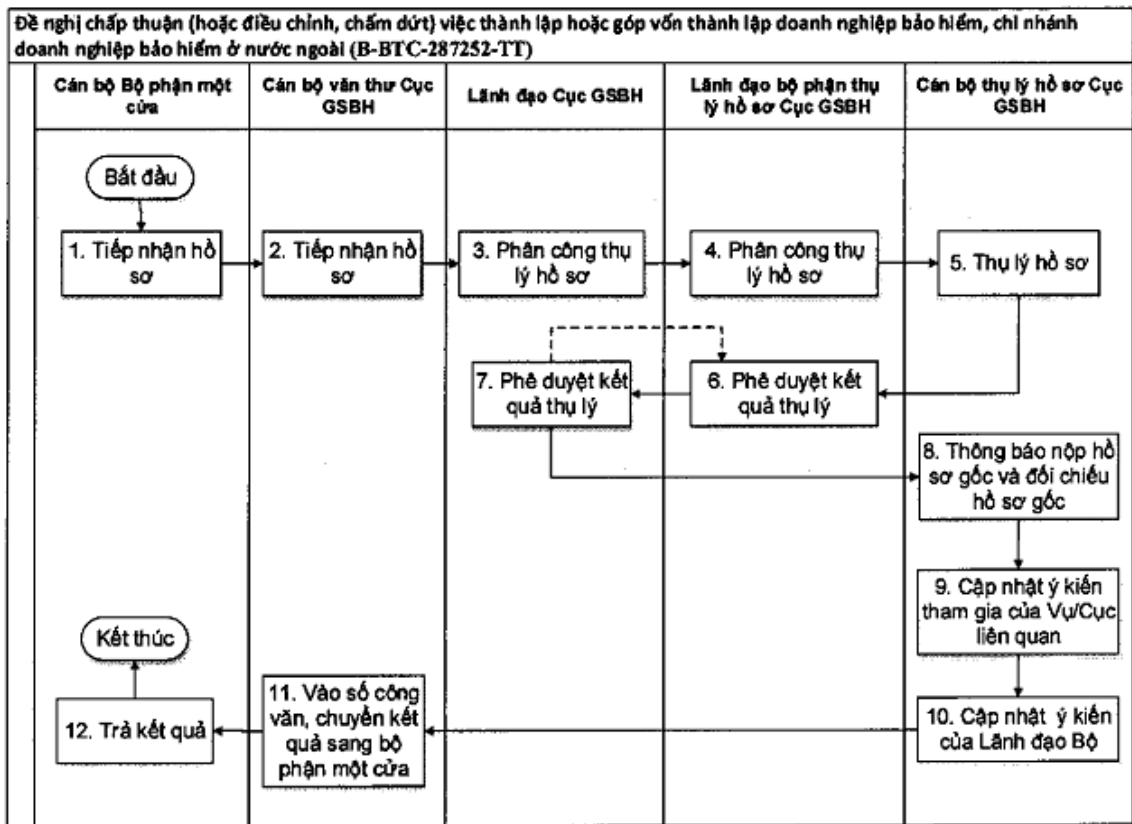 Đề nghị chấp thuận (hoặc điều chỉnh, chấm dứt) việc thành lập hoặc góp vốn thành lập doanh nghiệp bảo hiểm, chi nhánh
doanh nghiệp bảo hiểm ở nước ngoài (B-BTC-287252-TT)
Cán bộ Bộ phận một
cửa
Cán bộ văn thư Cục
GSBH
Lãnh đạo Cục GSBH
Lãnh đạo bộ phận thụ
lý hồ sơ Cục GSBH
Cán bộ thụ lý hồ sơ Cục
GSBH
Bắt đầu
1. Tiếp nhận hồ
sơ
2. Tiếp nhận hồ
sơ
3. Phân công thụ
lý hồ sơ
4. Phân công thụ
lý hồ sơ
5. Thụ lý hồ sơ
7. Phê duyệt kết
quả thụ lý
6. Phê duyệt kết
quả thụ lý
8. Thông báo nộp hồ
sơ gốc và đối chiếu
hồ sơ gốc
9. Cập nhật ý kiến
tham gia của Vụ/Cục
liên quan
Kết thúc
12. Trả kết quả
11. Vào số công
văn, chuyển kết
quả sang bộ
phận một cửa
10. Cập nhật ý kiến
của Lãnh đạo Bộ